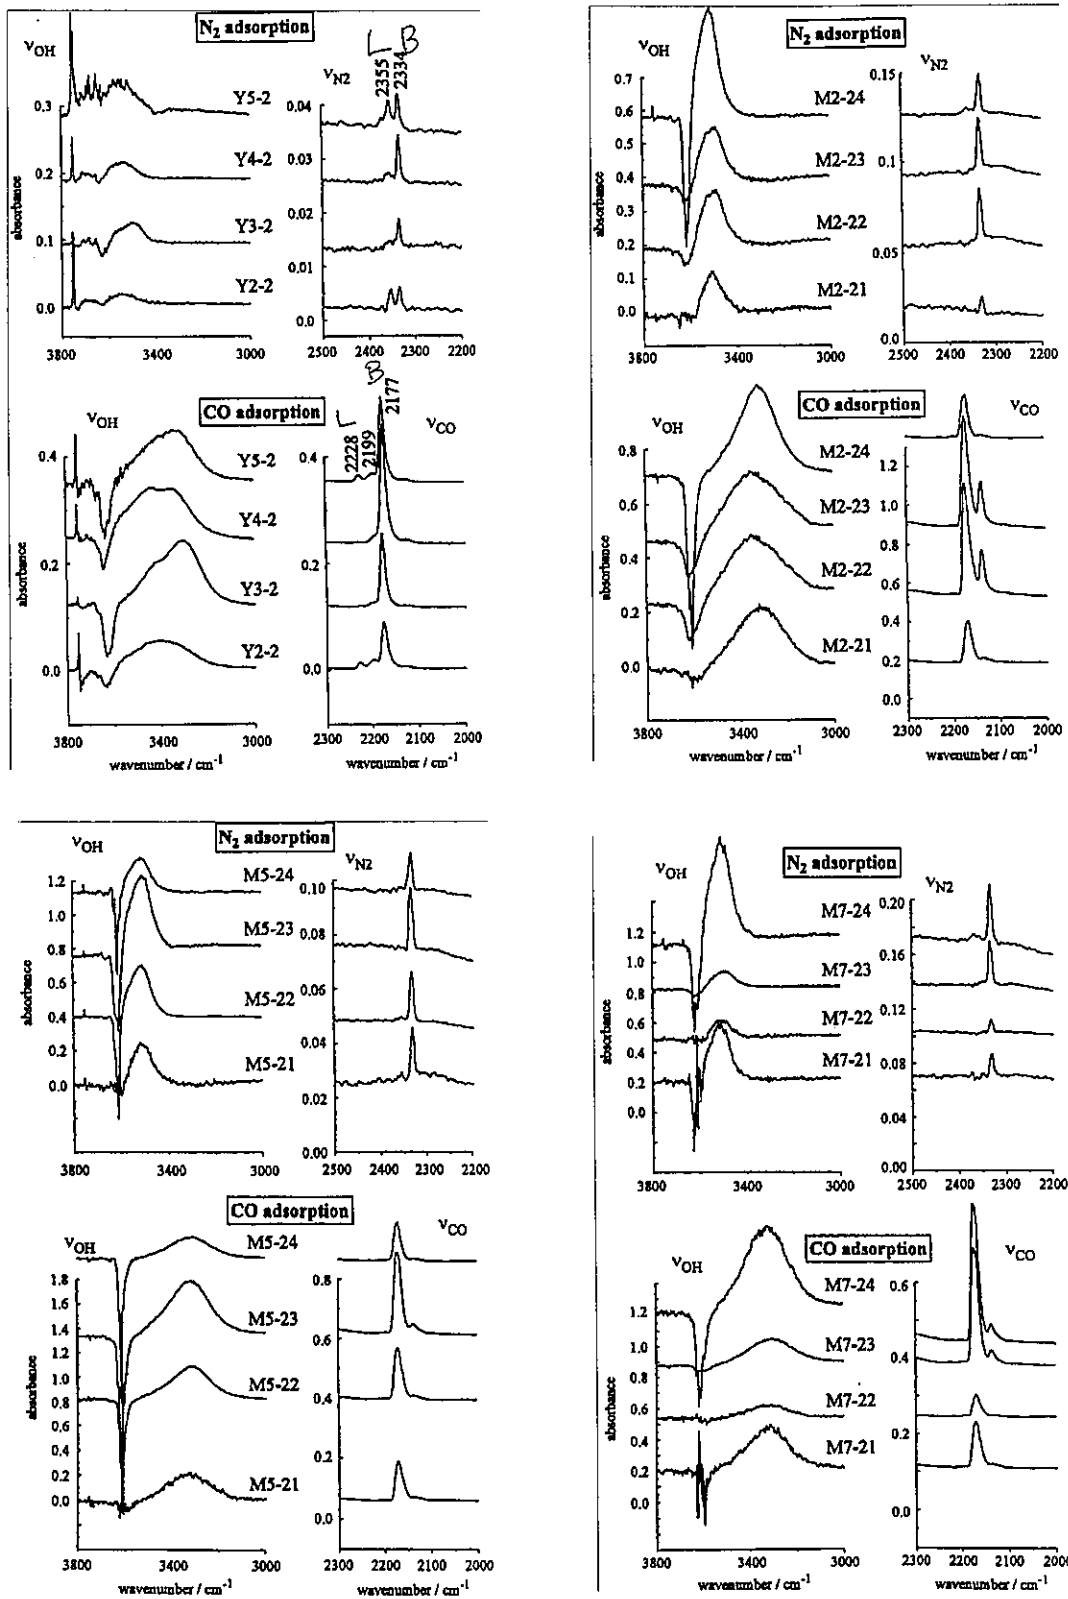 N2 adsorption
νOH
L B
2355
2334
νN2
Y5-2
Y4-2
Y3-2
Y2-2
absorbance
0.3
0.2
0.1
0.0
0.04
0.03
0.02
0.01
0.0
3800 3400 3000
2500 2400 2300 2200
CO adsorption
νOH
L
B
2228
2199
2177
νCO
Y5-2
Y4-2
Y3-2
Y2-2
absorbance
0.4
0.2
0.0
0.4
0.2
0.0
3800 3400 3000
2300 2200 2100 2000
wavenumber / cm-1
wavenumber / cm-1
N2 adsorption
νOH
νN2
M2-24
M2-23
M2-22
M2-21
absorbance
0.7
0.6
0.5
0.4
0.3
0.2
0.1
0.0
0.15
0.1
0.05
0.0
3800 3400 3000
2500 2400 2300 2200
CO adsorption
νOH
νCO
M2-24
M2-23
M2-22
M2-21
absorbance
0.8
0.6
0.4
0.2
0.0
1.2
1.0
0.8
0.6
0.4
0.2
0.0
3800 3400 3000
2300 2200 2100 2000
wavenumber / cm-1
wavenumber / cm-1
N2 adsorption
νOH
νN2
M5-24
M5-23
M5-22
M5-21
absorbance
1.2
1.0
0.8
0.6
0.4
0.2
0.0
0.10
0.08
0.06
0.04
0.02
0.00
3800 3400 3000
2500 2400 2300 2200
CO adsorption
νOH
νCO
M5-24
M5-23
M5-22
M5-21
absorbance
1.8
1.6
1.4
1.2
1.0
0.8
0.6
0.4
0.2
0.0
0.8
0.6
0.4
0.2
0.0
3800 3400 3000
2300 2200 2100 2000
wavenumber / cm-1
wavenumber / cm-1
N2 adsorption
νOH
νN2
M7-24
M7-23
M7-22
M7-21
absorbance
1.2
1.0
0.8
0.6
0.4
0.2
0.0
0.20
0.16
0.12
0.08
0.04
0.00
3800 3400 3000
2500 2400 2300 2200
CO adsorption
νOH
νCO
M7-24
M7-23
M7-22
M7-21
absorbance
1.2
1.0
0.8
0.6
0.4
0.2
0.0
0.6
0.4
0.2
0.0
3800 3400 3000
2300 2200 2100 2000
wavenumber / cm-1
wavenumber / cm-1